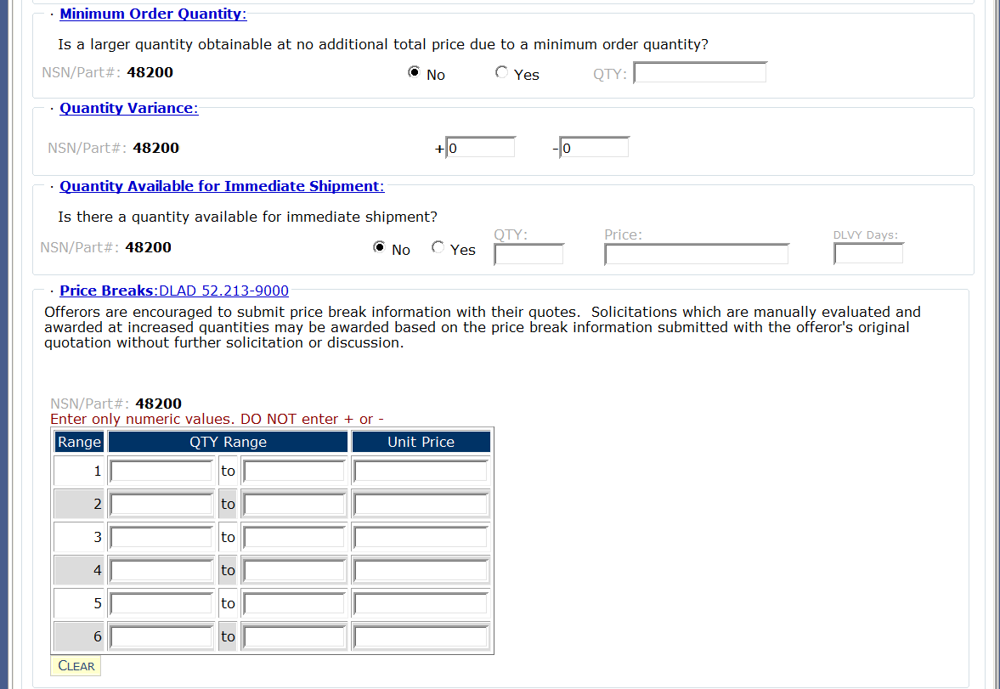 · Minimum Order Quantity:
Is a larger quantity obtainable at no additional total price due to a minimum order quantity?
NSN/Part#: 48200 No Yes QTY:
· Quantity Variance:
NSN/Part#: 48200 +0 -0
· Quantity Available for Immediate Shipment:
Is there a quantity available for immediate shipment?
NSN/Part#: 48200 No Yes QTY: Price: DLVY Days:
· Price Breaks:DLAD 52.213-9000
Offerors are encouraged to submit price break information with their quotes. Solicitations which are manually evaluated and
awarded at increased quantities may be awarded based on the price break information submitted with the offeror's original
quotation without further solicitation or discussion.
NSN/Part#: 48200
Enter only numeric values. DO NOT enter + or -
Range QTY Range Unit Price
1 to
2 to
3 to
4 to
5 to
6 to
CLEAR